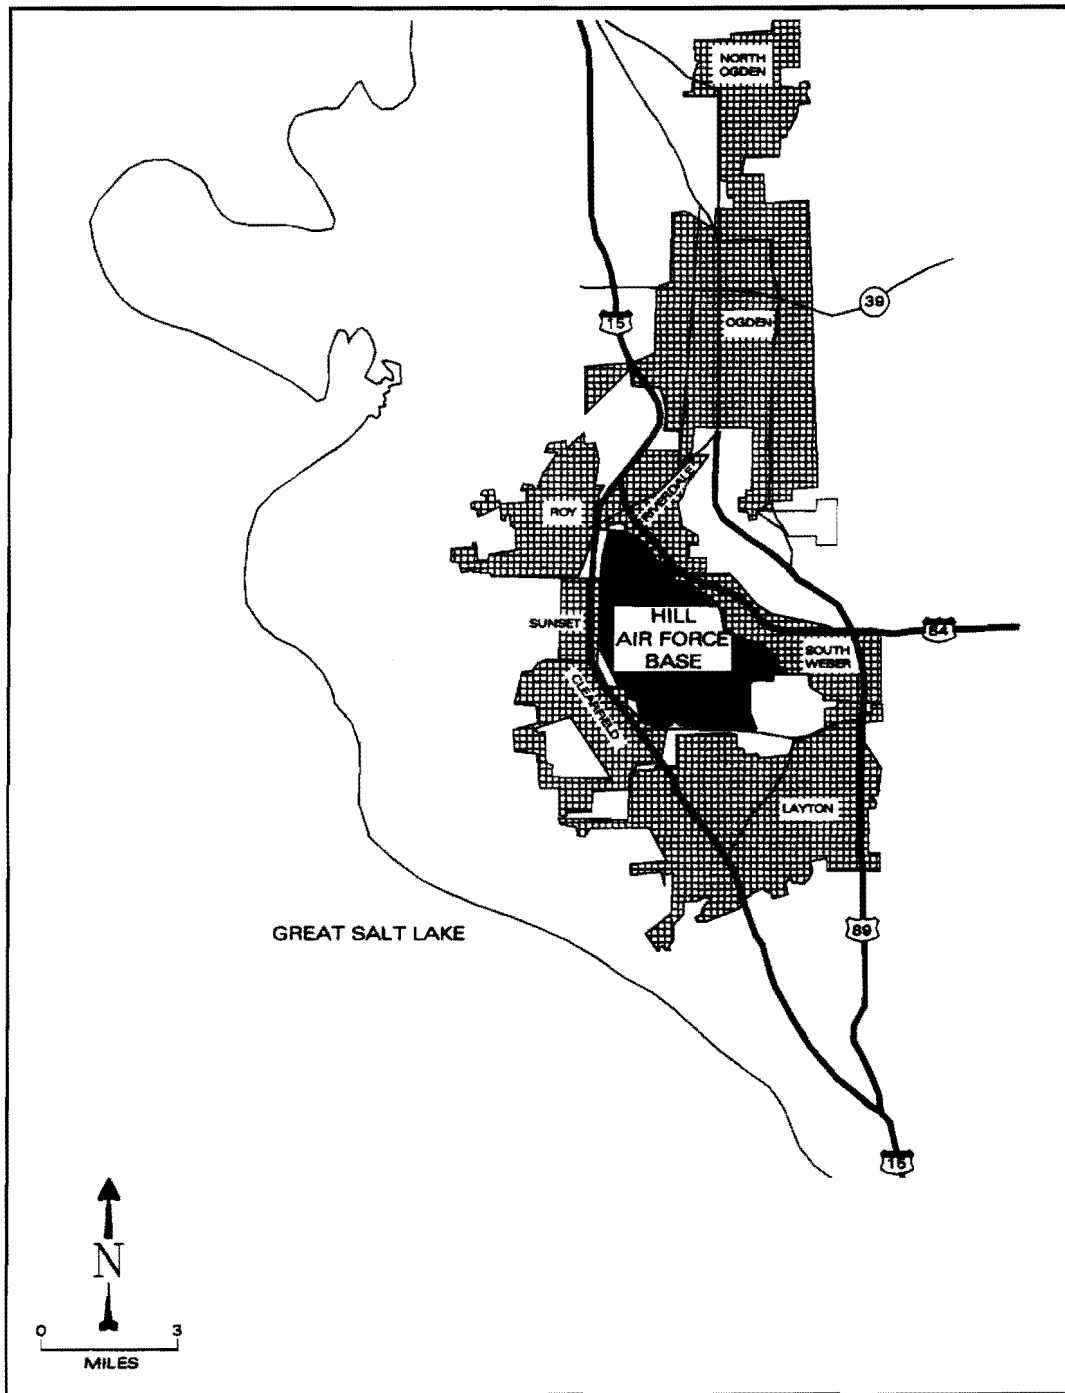 NORTH
OGDEN
39
15
OGDEN
RIVERDALE
ROY
HILL
AIR FORCE
BASE
SUNSET
84
SOUTH
WEBER
CLEARFIELD
LAYTON
89
GREAT SALT LAKE
15
N
0 3
MILES